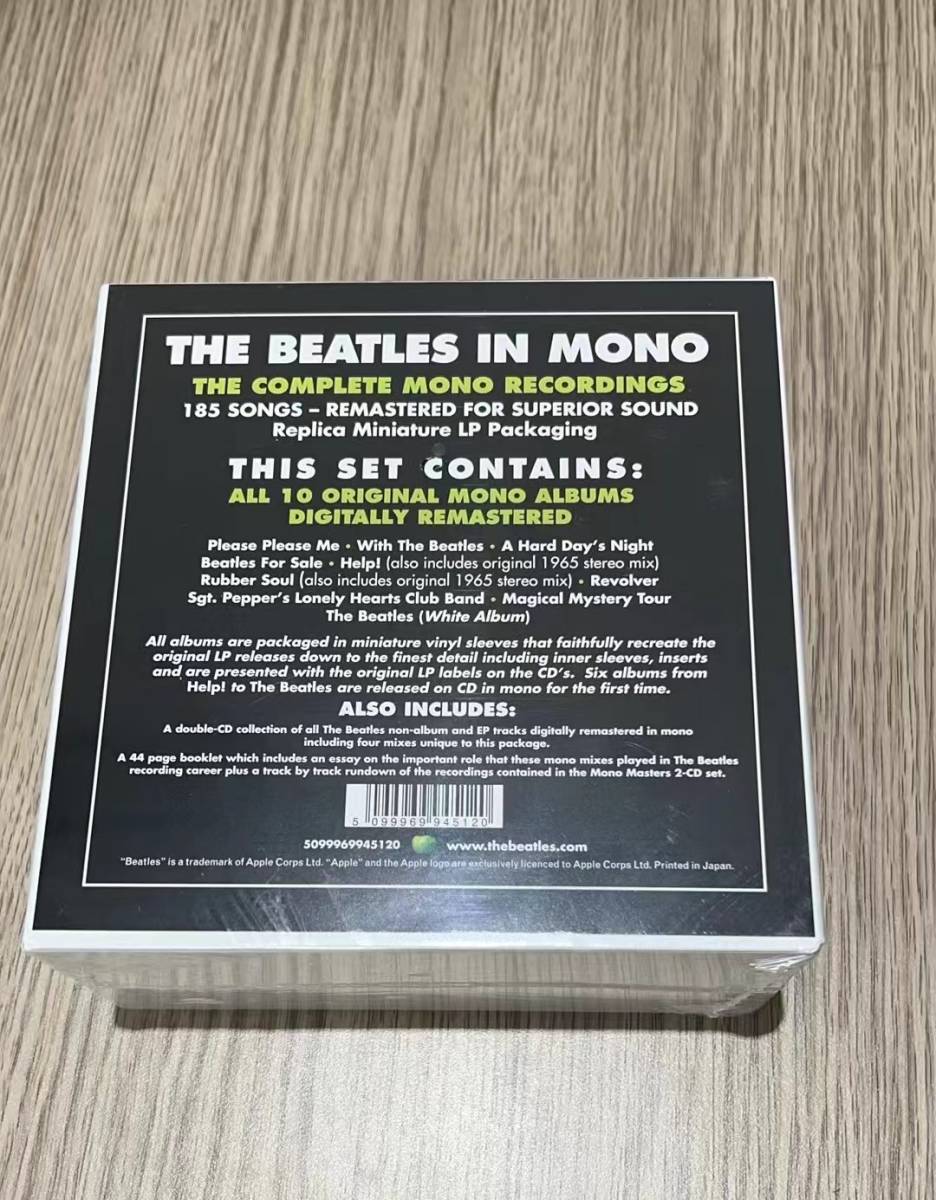 THE BEATLES IN MONO
THE COMPLETE MONO RECORDINGS
185 SONGS – REMASTERED FOR SUPERIOR SOUND
Replica Miniature LP Packaging
THIS SET CONTAINS:
ALL 10 ORIGINAL MONO ALBUMS
DIGITALLY REMASTERED
Please Please Me • With The Beatles • A Hard Day's Night
Beatles For Sale • Help! (also includes original 1965 stereo mix)
Rubber Soul (also includes original 1965 stereo mix) • Revolver
Sgt. Pepper's Lonely Hearts Club Band • Magical Mystery Tour
The Beatles (White Album)
All albums are packaged in miniature vinyl sleeves that faithfully recreate the
original LP releases down to the finest detail including inner sleeves, inserts
and are presented with the original LP labels on the CD's. Six albums from
Help! to The Beatles are released on CD in mono for the first time.
ALSO INCLUDES:
A double-CD collection of all The Beatles non-album and EP tracks digitally remastered in mono
including four mixes unique to this package.
A 44 page booklet which includes an essay on the important role that these mono mixes played in The Beatles
recording career plus a track by track rundown of the recordings contained in the Mono Masters 2-CD set.
5 099969 945120
5099969945120 www.thebeatles.com
"Beatles" is a trademark of Apple Corps Ltd. "Apple" and the Apple logo are exclusively licenced to Apple Corps Ltd. Printed in Japan.